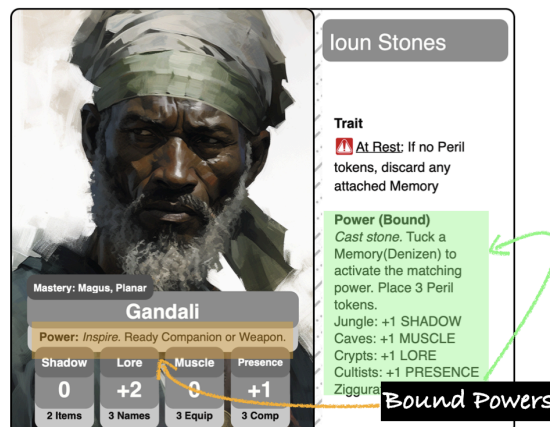 Ioun Stones
Trait
At Rest: If no Peril
tokens, discard any
attached Memory
Power (Bound)
Cast stone. Tuck a
Memory(Denizen) to
activate the matching
power. Place 3 Peril
tokens.
Jungle: +1 SHADOW
Caves: +1 MUSCLE
Crypts: +1 LORE
Cultists: +1 PRESENCE
Mastery: Magus, Planar
Gandali
Power: Inspire. Ready Companion or Weapon.
Shadow Lore Muscle Presence
0 +2 0 +1
2 Items 3 Names 3 Equip 3 Comp
Bound Powers